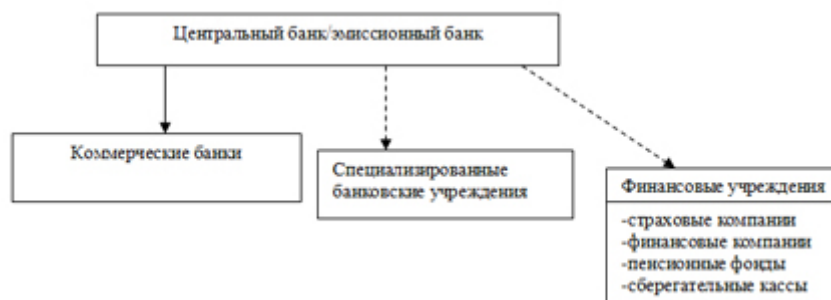 Центральный банк/эмиссионный банк
Коммерческие банки
Специализированные
банковские учреждения
Финансовые учреждения
-страховые компании
-финансовые компании
-пенсионные фонды
-сберегательные кассы